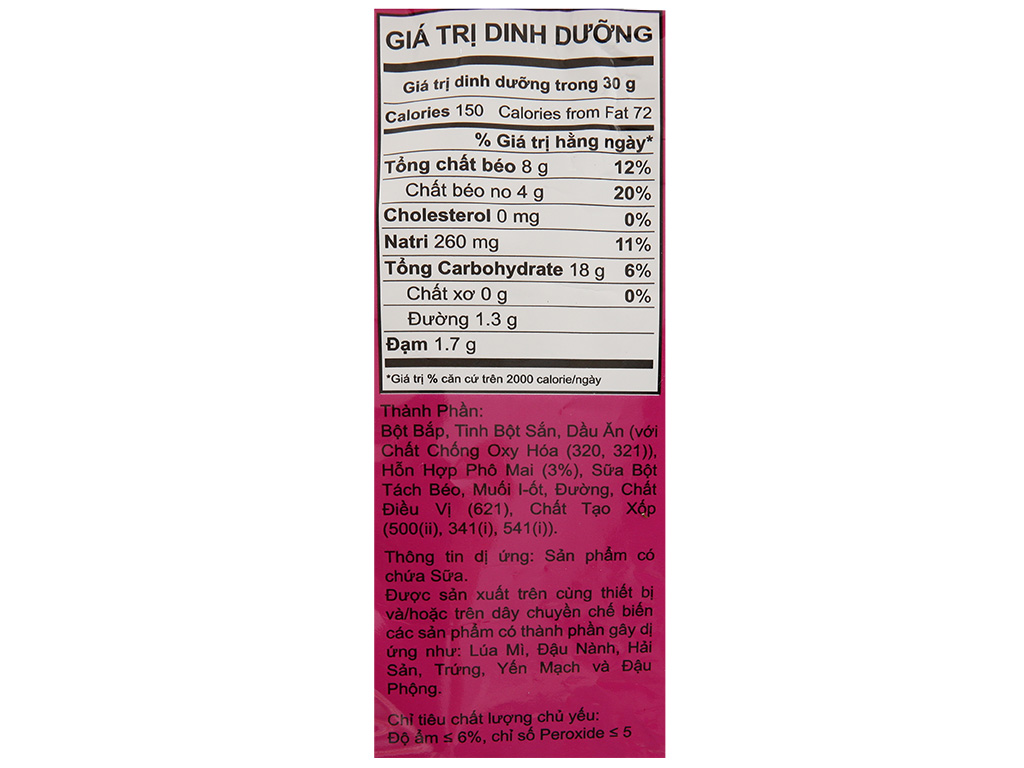 GIÁ TRỊ DINH DƯỠNG
Giá trị dinh dưỡng trong 30 g
Calories 150 Calories from Fat 72
% Giá trị hằng ngày*
Tổng chất béo 8 g 12%
Chất béo no 4 g 20%
Cholesterol 0 mg 0%
Natri 260 mg 11%
Tổng Carbohydrate 18 g 6%
Chất xơ 0 g 0%
Đường 1.3 g
Đạm 1.7 g
*Giá trị % căn cứ trên 2000 calorie/ngày
Thành Phần:
Bột Bắp, Tinh Bột Sắn, Dầu Ăn (với
Chất Chống Oxy Hóa (320, 321)),
Hỗn Hợp Phô Mai (3%), Sữa Bột
Tách Béo, Muối I-ốt, Đường, Chất
Điều Vị (621), Chất Tạo Xốp
(500(ii), 341(i), 541(i)).
Thông tin dị ứng: Sản phẩm có
chứa Sữa.
Được sản xuất trên cùng thiết bị
và/hoặc trên dây chuyền chế biến
các sản phẩm có thành phần gây dị
ứng như: Lúa Mì, Đậu Nành, Hải
Sản, Trứng, Yến Mạch và Đậu
Phộng.
Chỉ tiêu chất lượng chủ yếu:
Độ ẩm ≤ 6%, chỉ số Peroxide ≤ 5